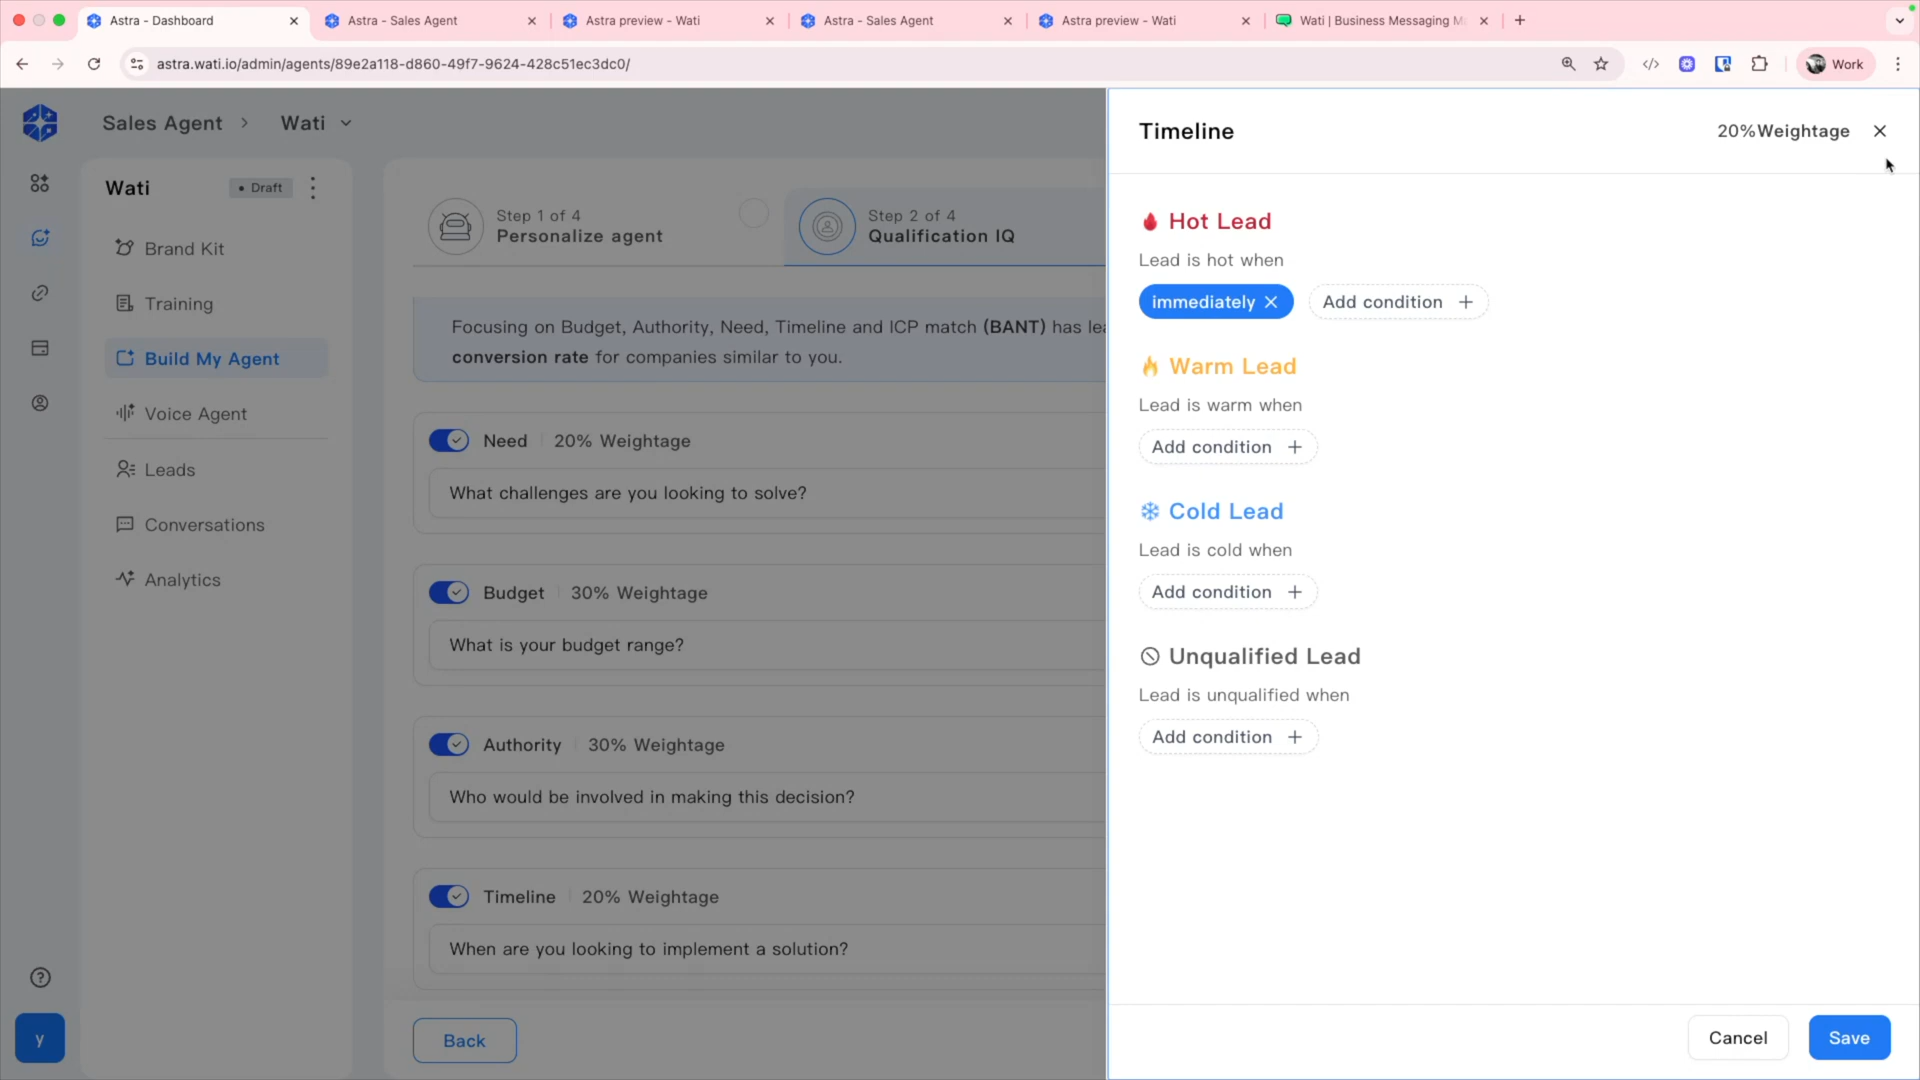 Astra - Dashboard
Astra - Sales Agent
Astra preview - Wati
Astra - Sales Agent
Astra preview - Wati
Wati | Business Messaging M
astra.wati.io/admin/agents/89e2a118-d860-49f7-9624-428c51ec3dc0/
Work
Sales Agent > Wati
Wati
• Draft
Brand Kit
Training
Build My Agent
Voice Agent
Leads
Conversations
Analytics
y
Step 1 of 4
Personalize agent
Step 2 of 4
Qualification IQ
Focusing on Budget, Authority, Need, Timeline and ICP match (BANT) has lea
conversion rate for companies similar to you.
Need 20% Weightage
What challenges are you looking to solve?
Budget 30% Weightage
What is your budget range?
Authority 30% Weightage
Who would be involved in making this decision?
Timeline 20% Weightage
When are you looking to implement a solution?
Back
Timeline
20%Weightage
Hot Lead
Lead is hot when
immediately
Add condition +
Warm Lead
Lead is warm when
Add condition +
Cold Lead
Lead is cold when
Add condition +
Unqualified Lead
Lead is unqualified when
Add condition +
Cancel
Save